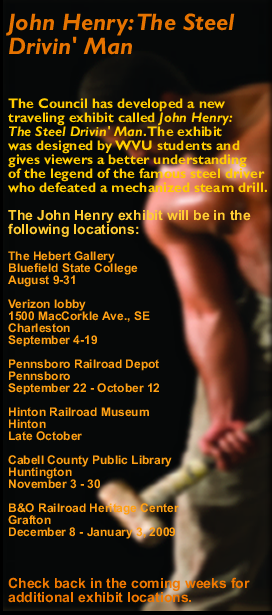 John Henry: The Steel
Drivin' Man
The Council has developed a new
traveling exhibit called John Henry:
The Steel Drivin' Man. The exhibit
was designed by WVU students and
gives viewers a better understanding
of the legend of the famous steel driver
who defeated a mechanized steam drill.
The John Henry exhibit will be in the
following locations:
The Hebert Gallery
Bluefield State College
August 9-31
Verizon lobby
1500 MacCorkle Ave., SE
Charleston
September 4-19
Pennsboro Railroad Depot
Pennsboro
September 22 - October 12
Hinton Railroad Museum
Hinton
Late October
Cabell County Public Library
Huntington
November 3 - 30
B&O Railroad Heritage Center
Grafton
December 8 - January 3, 2009
Check back in the coming weeks for
additional exhibit locations.